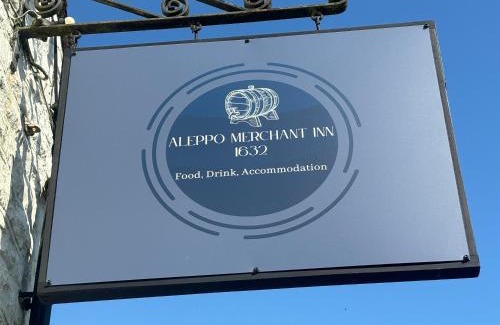 ALEPPO MERCHANT INN
1632
Food, Drink, Accommodation